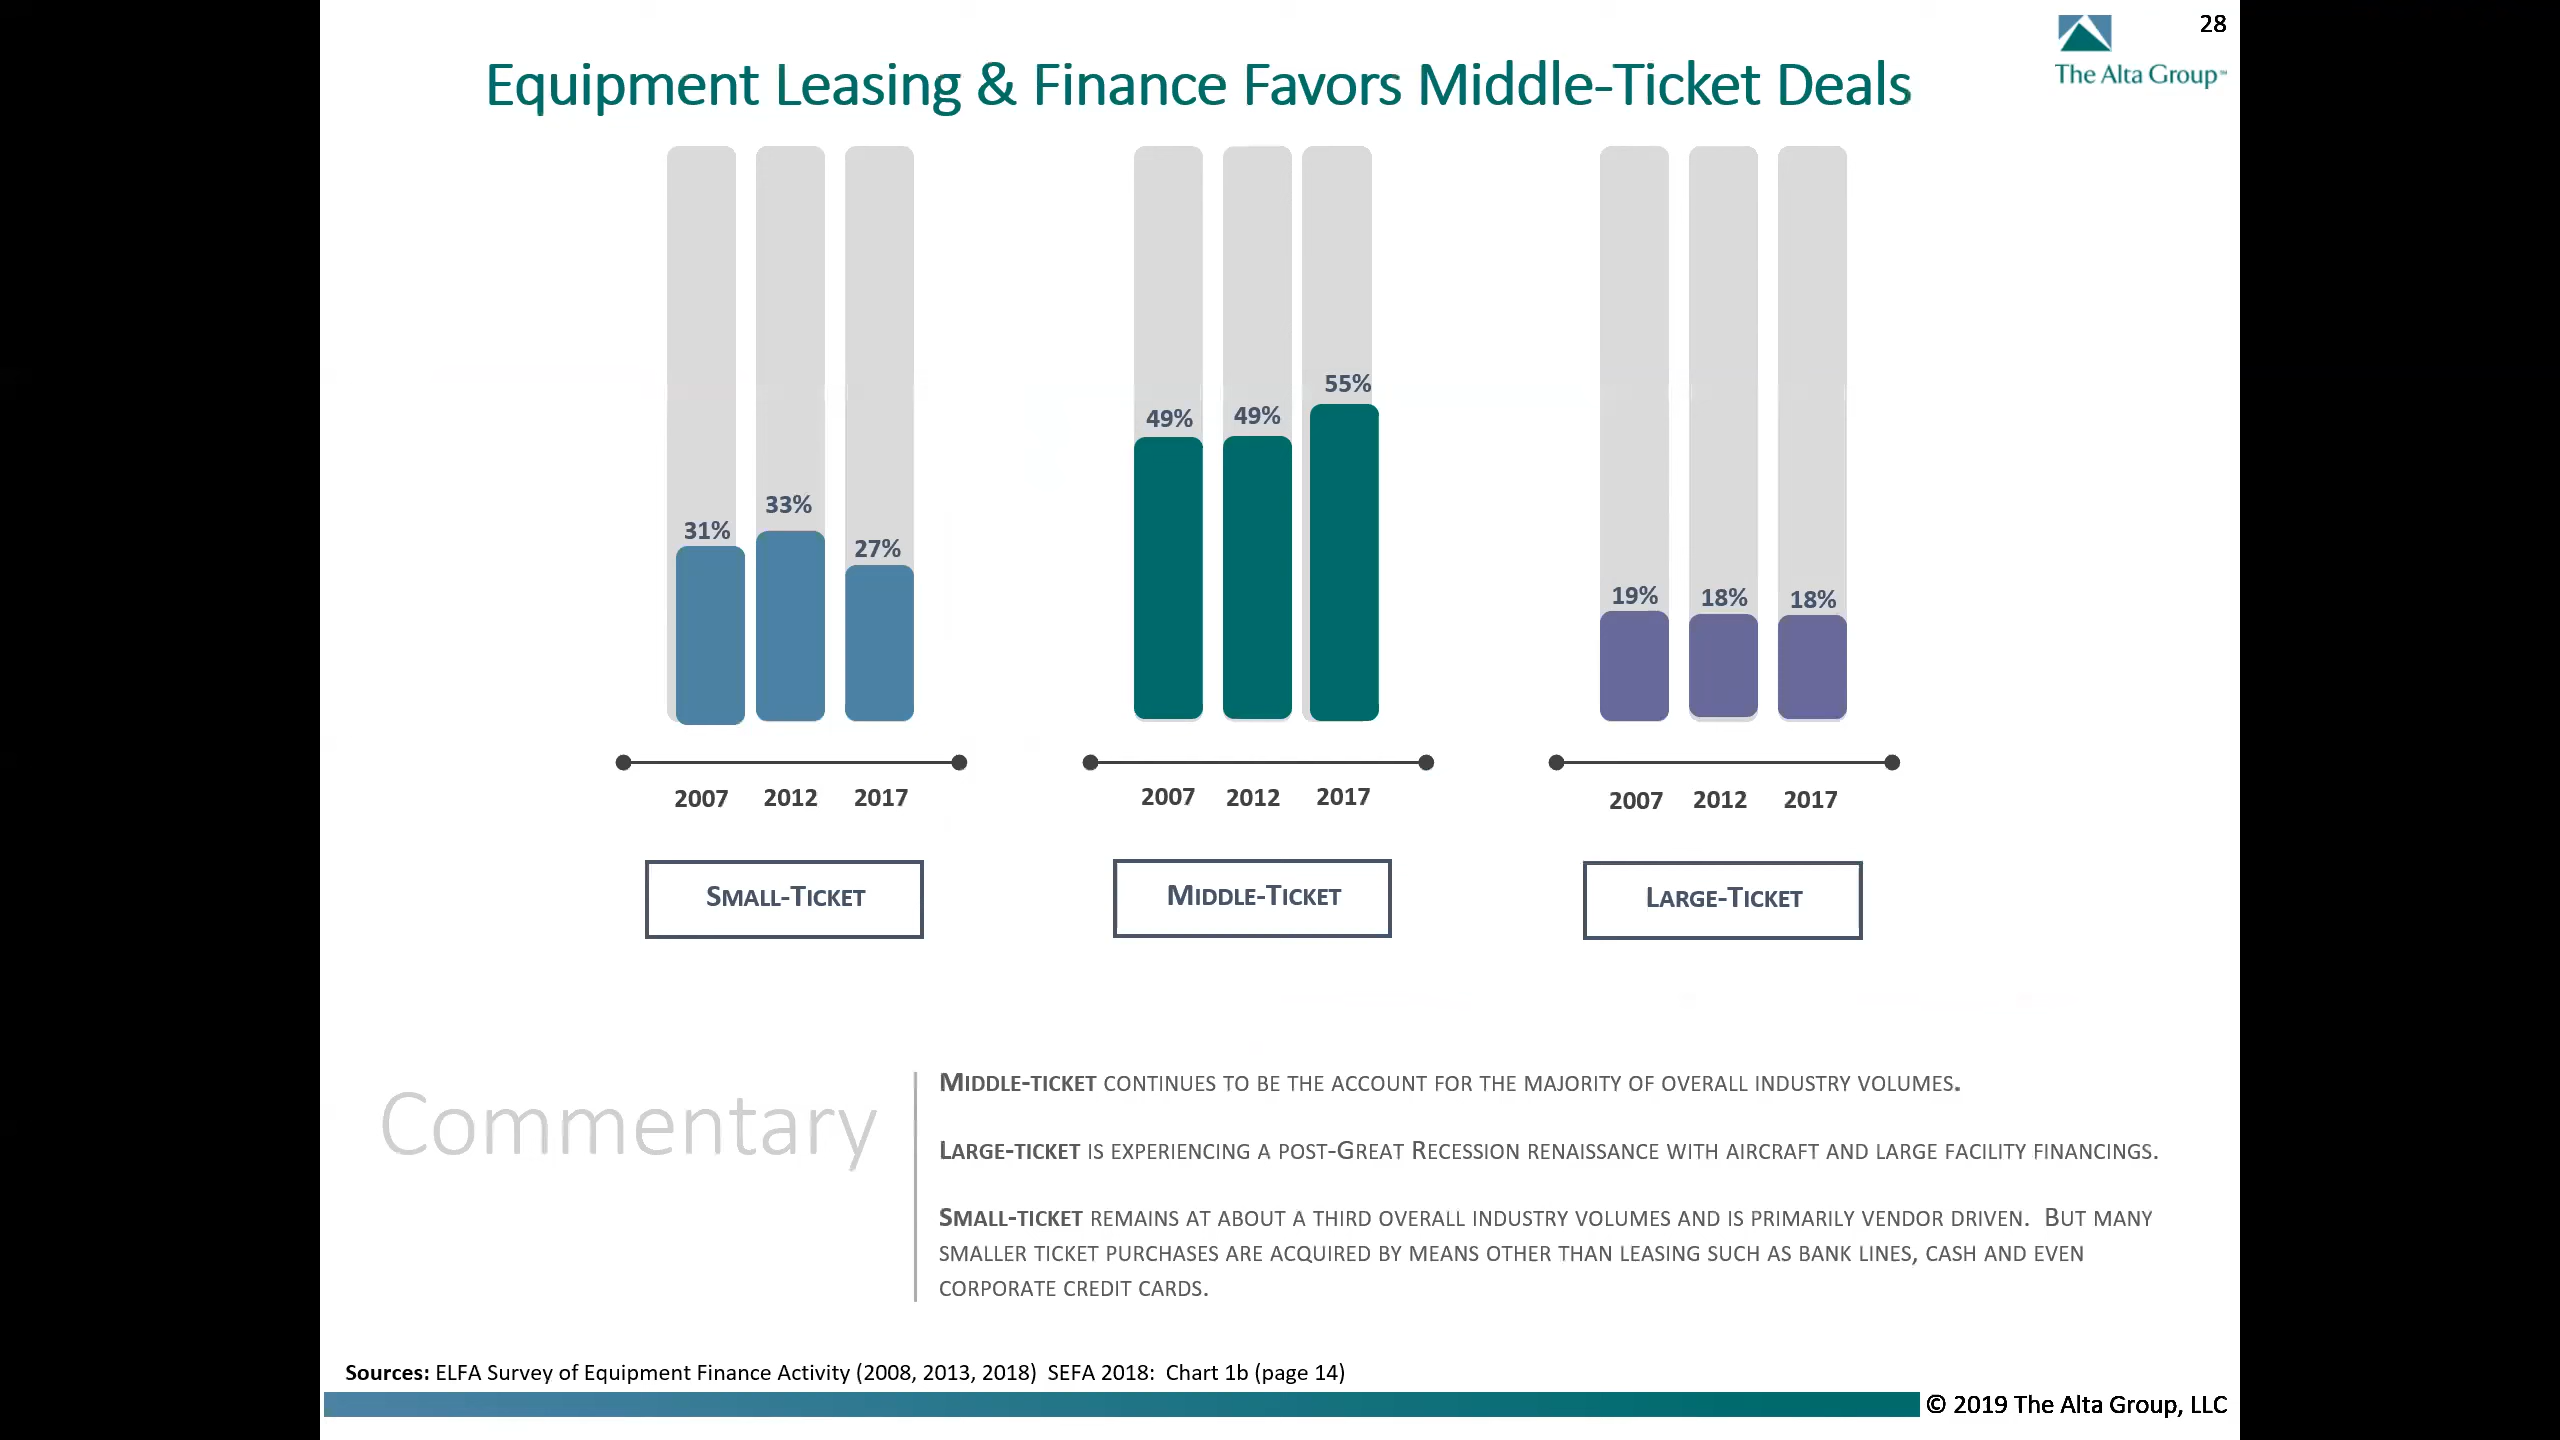 28
The Alta Group™
Equipment Leasing & Finance Favors Middle-Ticket Deals
31% 33% 27%
49% 49% 55%
19% 18% 18%
2007 2012 2017
2007 2012 2017
2007 2012 2017
SMALL-TICKET
MIDDLE-TICKET
LARGE-TICKET
Commentary
MIDDLE-TICKET CONTINUES TO BE THE ACCOUNT FOR THE MAJORITY OF OVERALL INDUSTRY VOLUMES.
LARGE-TICKET IS EXPERIENCING A POST-GREAT RECESSION RENAISSANCE WITH AIRCRAFT AND LARGE FACILITY FINANCINGS.
SMALL-TICKET REMAINS AT ABOUT A THIRD OVERALL INDUSTRY VOLUMES AND IS PRIMARILY VENDOR DRIVEN. BUT MANY
SMALLER TICKET PURCHASES ARE ACQUIRED BY MEANS OTHER THAN LEASING SUCH AS BANK LINES, CASH AND EVEN
CORPORATE CREDIT CARDS.
Sources: ELFA Survey of Equipment Finance Activity (2008, 2013, 2018) SEFA 2018: Chart 1b (page 14)
© 2019 The Alta Group, LLC